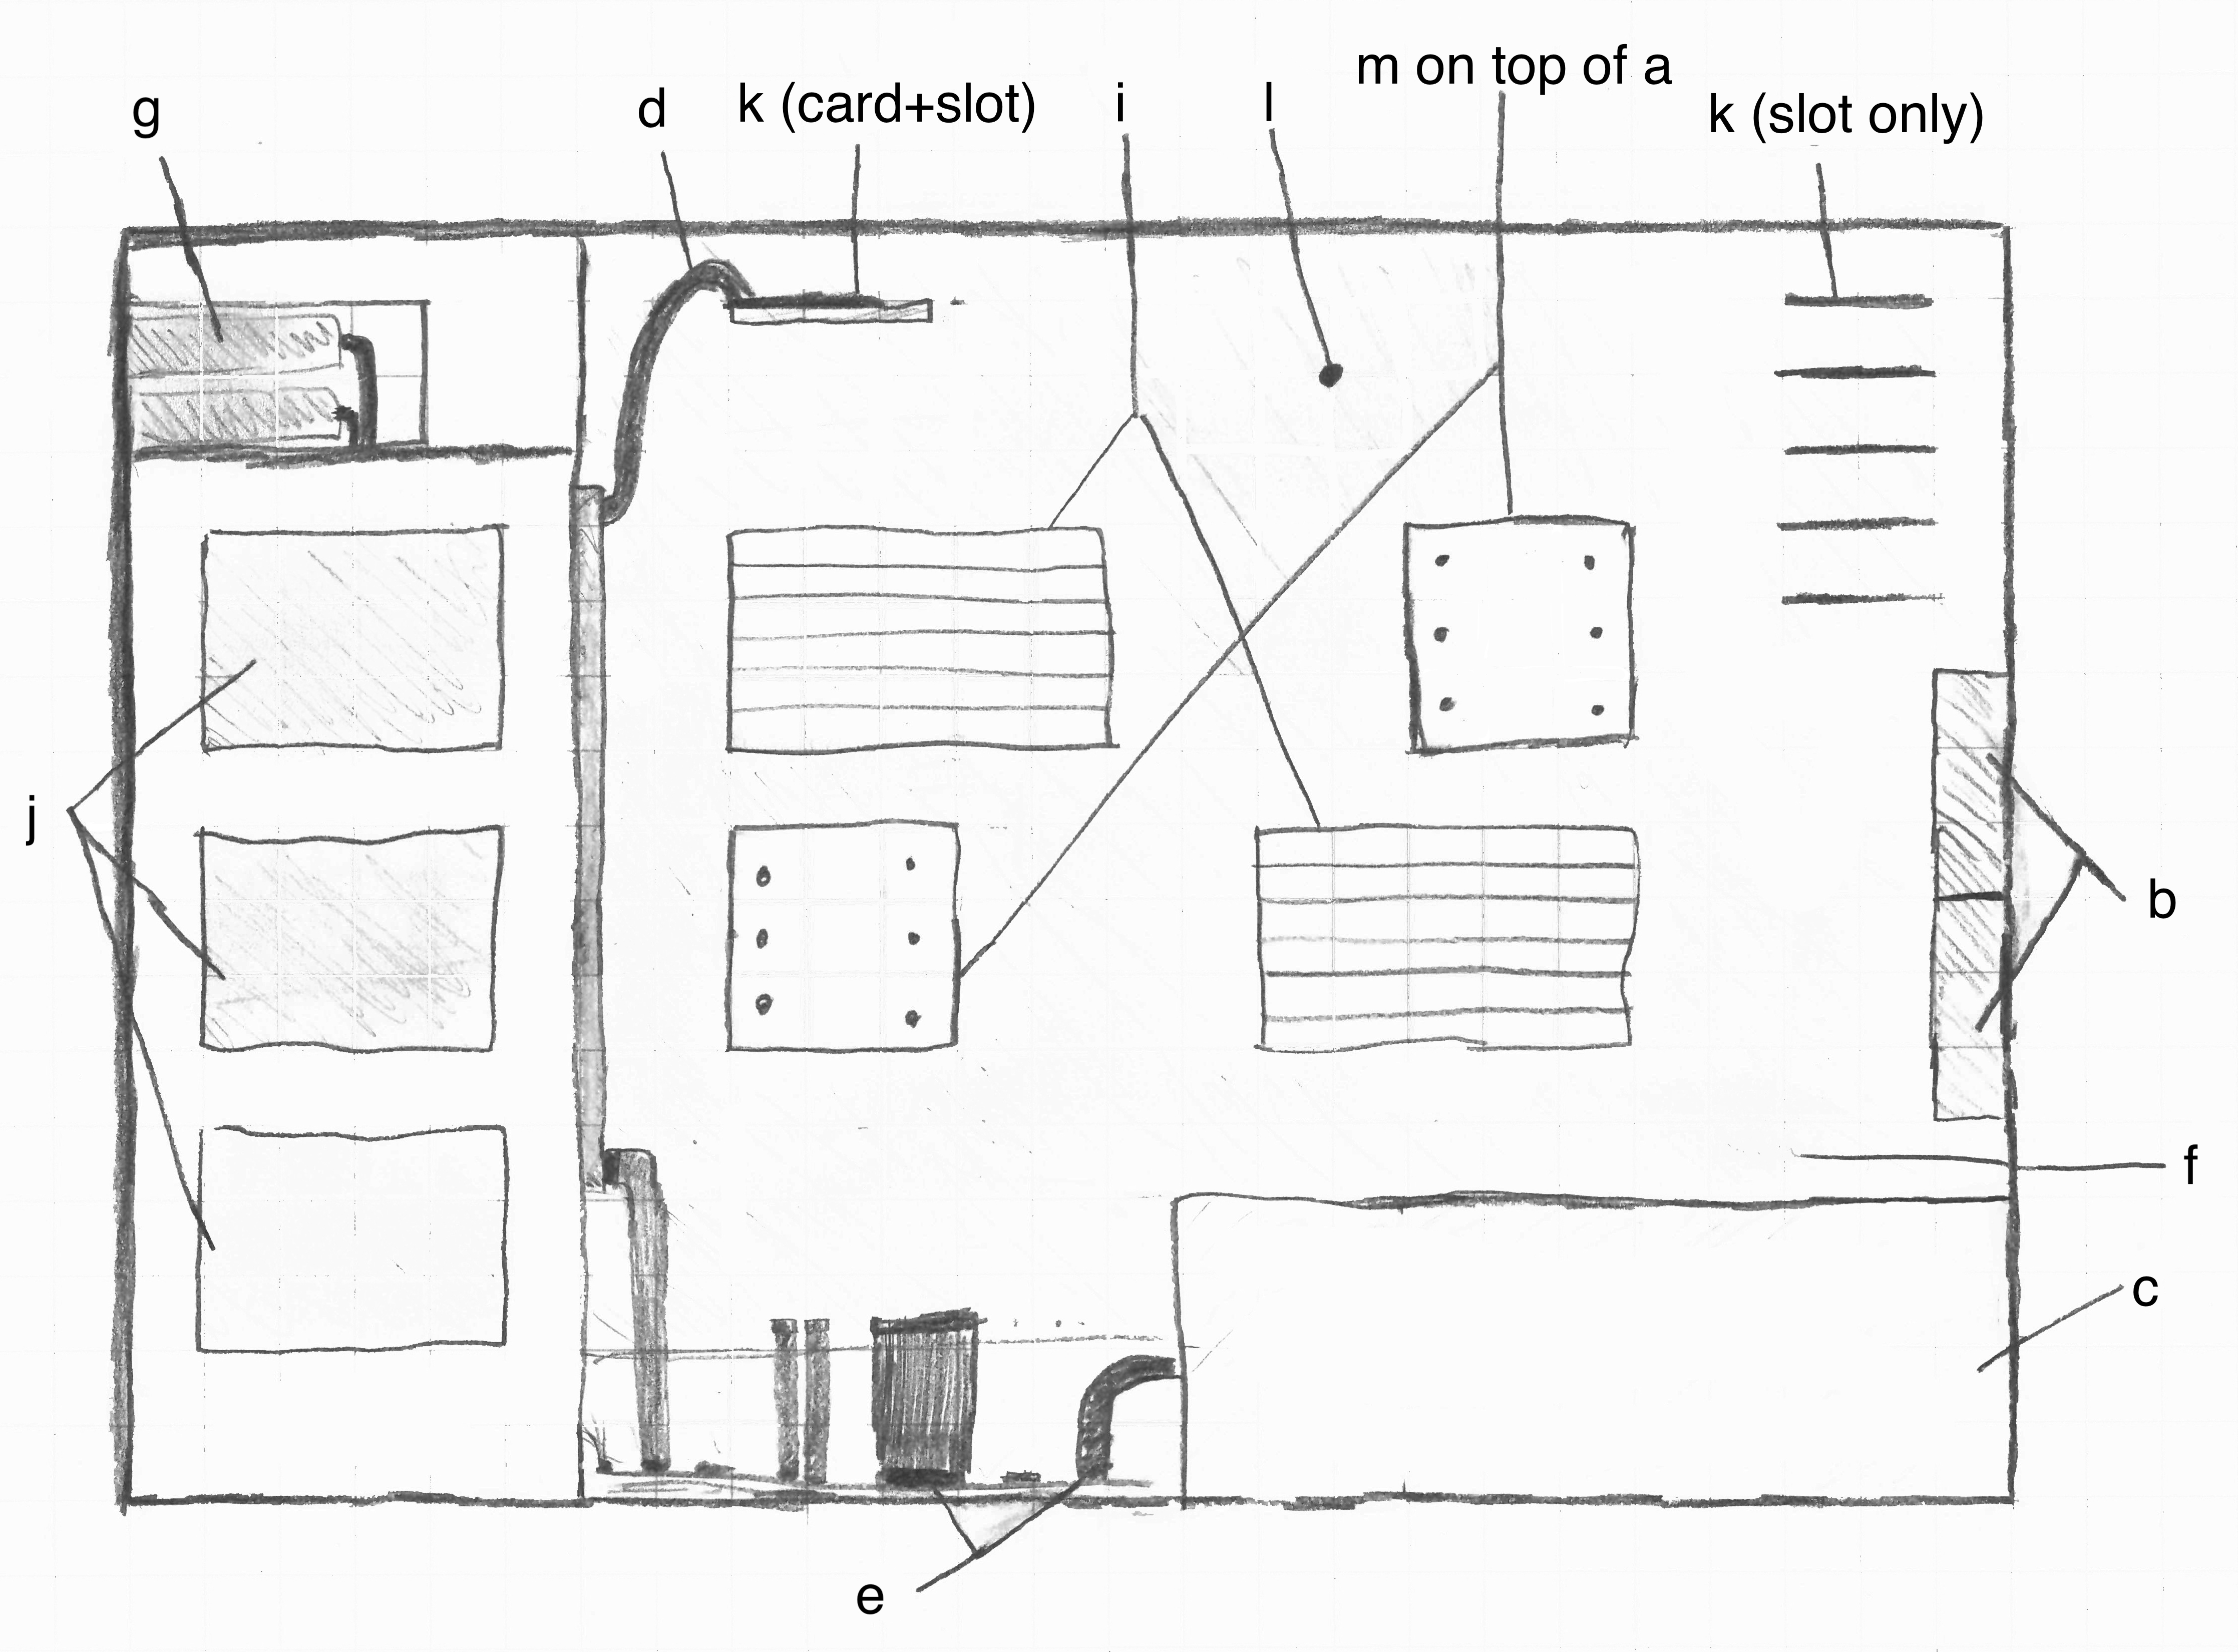 m on top of a
g
d
k (card+slot)
i
l
k (slot only)
j
b
f
c
e